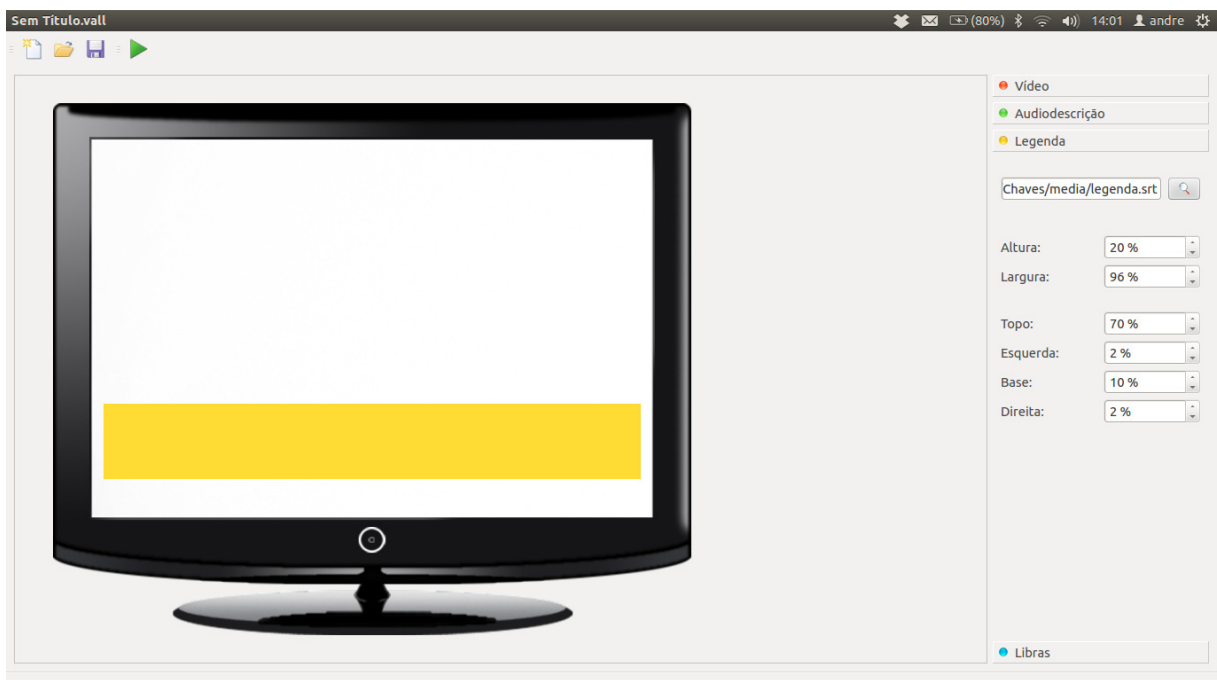 Sem Título.vall (80%) 14:01 andre
Vídeo
Audiodescrição
Legenda
Chaves/media/legenda.srt
Altura: 20 %
Largura: 96 %
Topo: 70 %
Esquerda: 2 %
Base: 10 %
Direita: 2 %
Libras